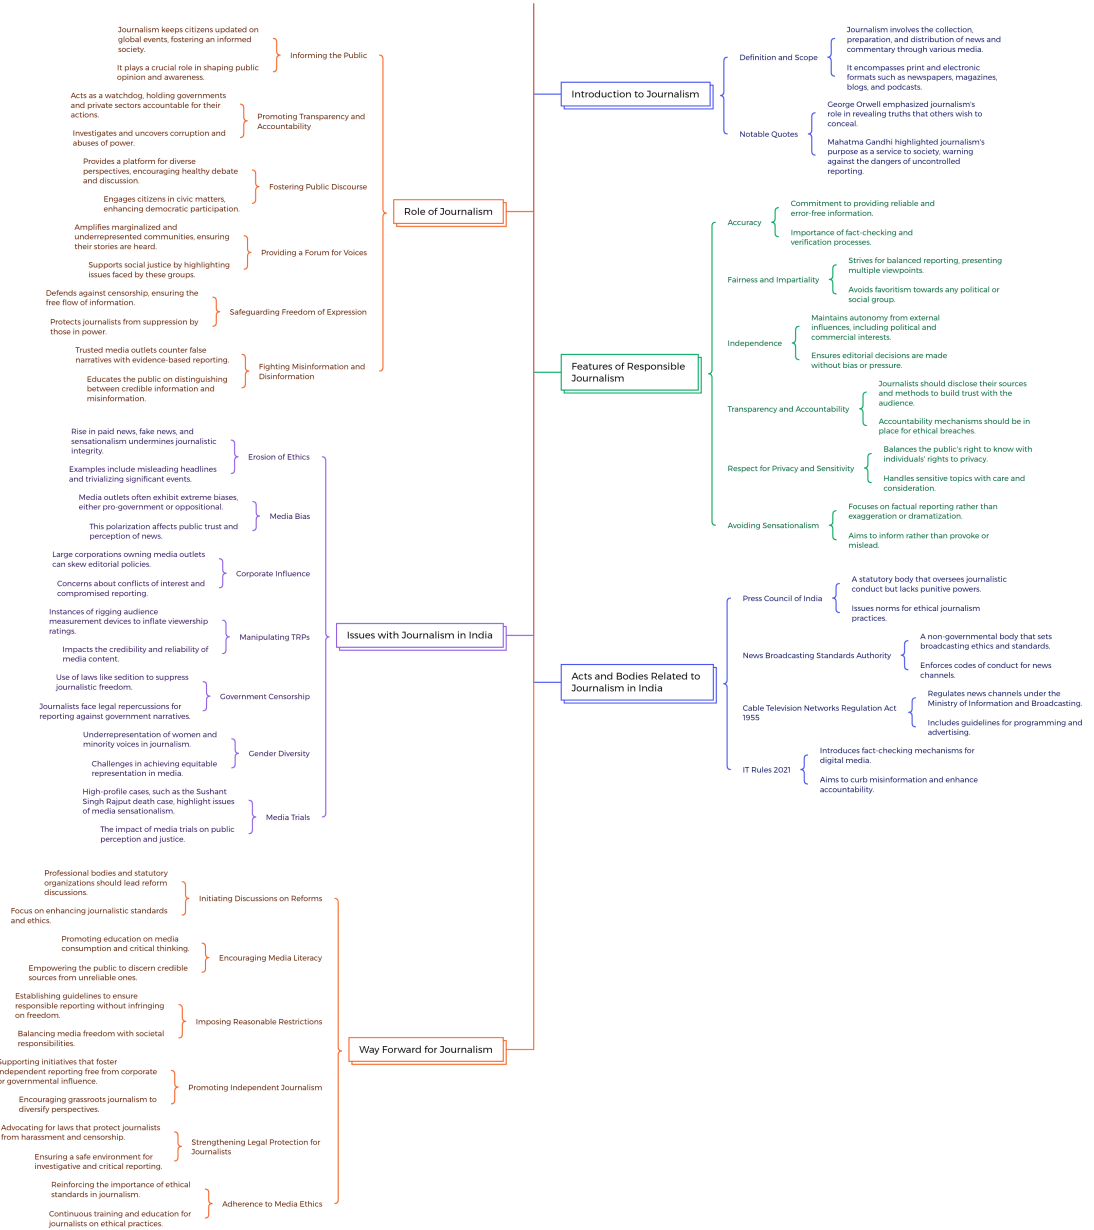 Introduction to Journalism
Definition and Scope
Journalism involves the collection,
preparation, and distribution of news and
commentary through various media.
It encompasses print and electronic
formats such as newspapers, magazines,
blogs, and podcasts.
Notable Quotes
George Orwell emphasized journalism's
role in revealing truths that others wish to
conceal.
Mahatma Gandhi highlighted journalism's
purpose as a service to society, warning
against the dangers of uncontrolled
reporting.
Role of Journalism
Informing the Public
Journalism keeps citizens updated on
global events, fostering an informed
society.
It plays a crucial role in shaping public
opinion and awareness.
Promoting Transparency and
Accountability
Acts as a watchdog, holding governments
and private sectors accountable for their
actions.
Investigates and uncovers corruption and
abuses of power.
Fostering Public Discourse
Provides a platform for diverse
perspectives, encouraging healthy debate
and discussion.
Engages citizens in civic matters,
enhancing democratic participation.
Providing a Forum for Voices
Amplifies marginalized and
underrepresented communities, ensuring
their stories are heard.
Supports social justice by highlighting
issues faced by these groups.
Safeguarding Freedom of Expression
Defends against censorship, ensuring the
free flow of information.
Protects journalists from suppression by
those in power.
Fighting Misinformation and
Disinformation
Trusted media outlets counter false
narratives with evidence-based reporting.
Educates the public on distinguishing
between credible information and
misinformation.
Features of Responsible
Journalism
Accuracy
Commitment to providing reliable and
error-free information.
Importance of fact-checking and
verification processes.
Fairness and Impartiality
Strives for balanced reporting, presenting
multiple viewpoints.
Avoids favoritism towards any political or
social group.
Independence
Maintains autonomy from external
influences, including political and
commercial interests.
Ensures editorial decisions are made
without bias or pressure.
Transparency and Accountability
Journalists should disclose their sources
and methods to build trust with the
audience.
Accountability mechanisms should be in
place for ethical breaches.
Respect for Privacy and Sensitivity
Balances the public's right to know with
individuals' rights to privacy.
Handles sensitive topics with care and
consideration.
Avoiding Sensationalism
Focuses on factual reporting rather than
exaggeration or dramatization.
Aims to inform rather than provoke or
mislead.
Issues with Journalism in India
Erosion of Ethics
Rise in paid news, fake news, and
sensationalism undermines journalistic
integrity.
Examples include misleading headlines
and trivializing significant events.
Media Bias
Media outlets often exhibit extreme biases,
either pro-government or oppositional.
This polarization affects public trust and
perception of news.
Corporate Influence
Large corporations owning media outlets
can skew editorial policies.
Concerns about conflicts of interest and
compromised reporting.
Manipulating TRPs
Instances of rigging audience
measurement devices to inflate viewership
ratings.
Impacts the credibility and reliability of
media content.
Government Censorship
Use of laws like sedition to suppress
journalistic freedom.
Journalists face legal repercussions for
reporting against government narratives.
Gender Diversity
Underrepresentation of women and
minority voices in journalism.
Challenges in achieving equitable
representation in media.
Media Trials
High-profile cases, such as the Sushant
Singh Rajput death case, highlight issues
of media sensationalism.
The impact of media trials on public
perception and justice.
Acts and Bodies Related to
Journalism in India
Press Council of India
A statutory body that oversees journalistic
conduct but lacks punitive powers.
Issues norms for ethical journalism
practices.
News Broadcasting Standards Authority
A non-governmental body that sets
broadcasting ethics and standards.
Enforces codes of conduct for news
channels.
Cable Television Networks Regulation Act
1955
Regulates news channels under the
Ministry of Information and Broadcasting.
Includes guidelines for programming and
advertising.
IT Rules 2021
Introduces fact-checking mechanisms for
digital media.
Aims to curb misinformation and enhance
accountability.
Way Forward for Journalism
Initiating Discussions on Reforms
Professional bodies and statutory
organizations should lead reform
discussions.
Focus on enhancing journalistic standards
and ethics.
Encouraging Media Literacy
Promoting education on media
consumption and critical thinking.
Empowering the public to discern credible
sources from unreliable ones.
Imposing Reasonable Restrictions
Establishing guidelines to ensure
responsible reporting without infringing
on freedom.
Balancing media freedom with societal
responsibilities.
Promoting Independent Journalism
Supporting initiatives that foster
independent reporting free from corporate
or governmental influence.
Encouraging grassroots journalism to
diversify perspectives.
Strengthening Legal Protection for
Journalists
Advocating for laws that protect journalists
from harassment and censorship.
Ensuring a safe environment for
investigative and critical reporting.
Adherence to Media Ethics
Reinforcing the importance of ethical
standards in journalism.
Continuous training and education for
journalists on ethical practices.